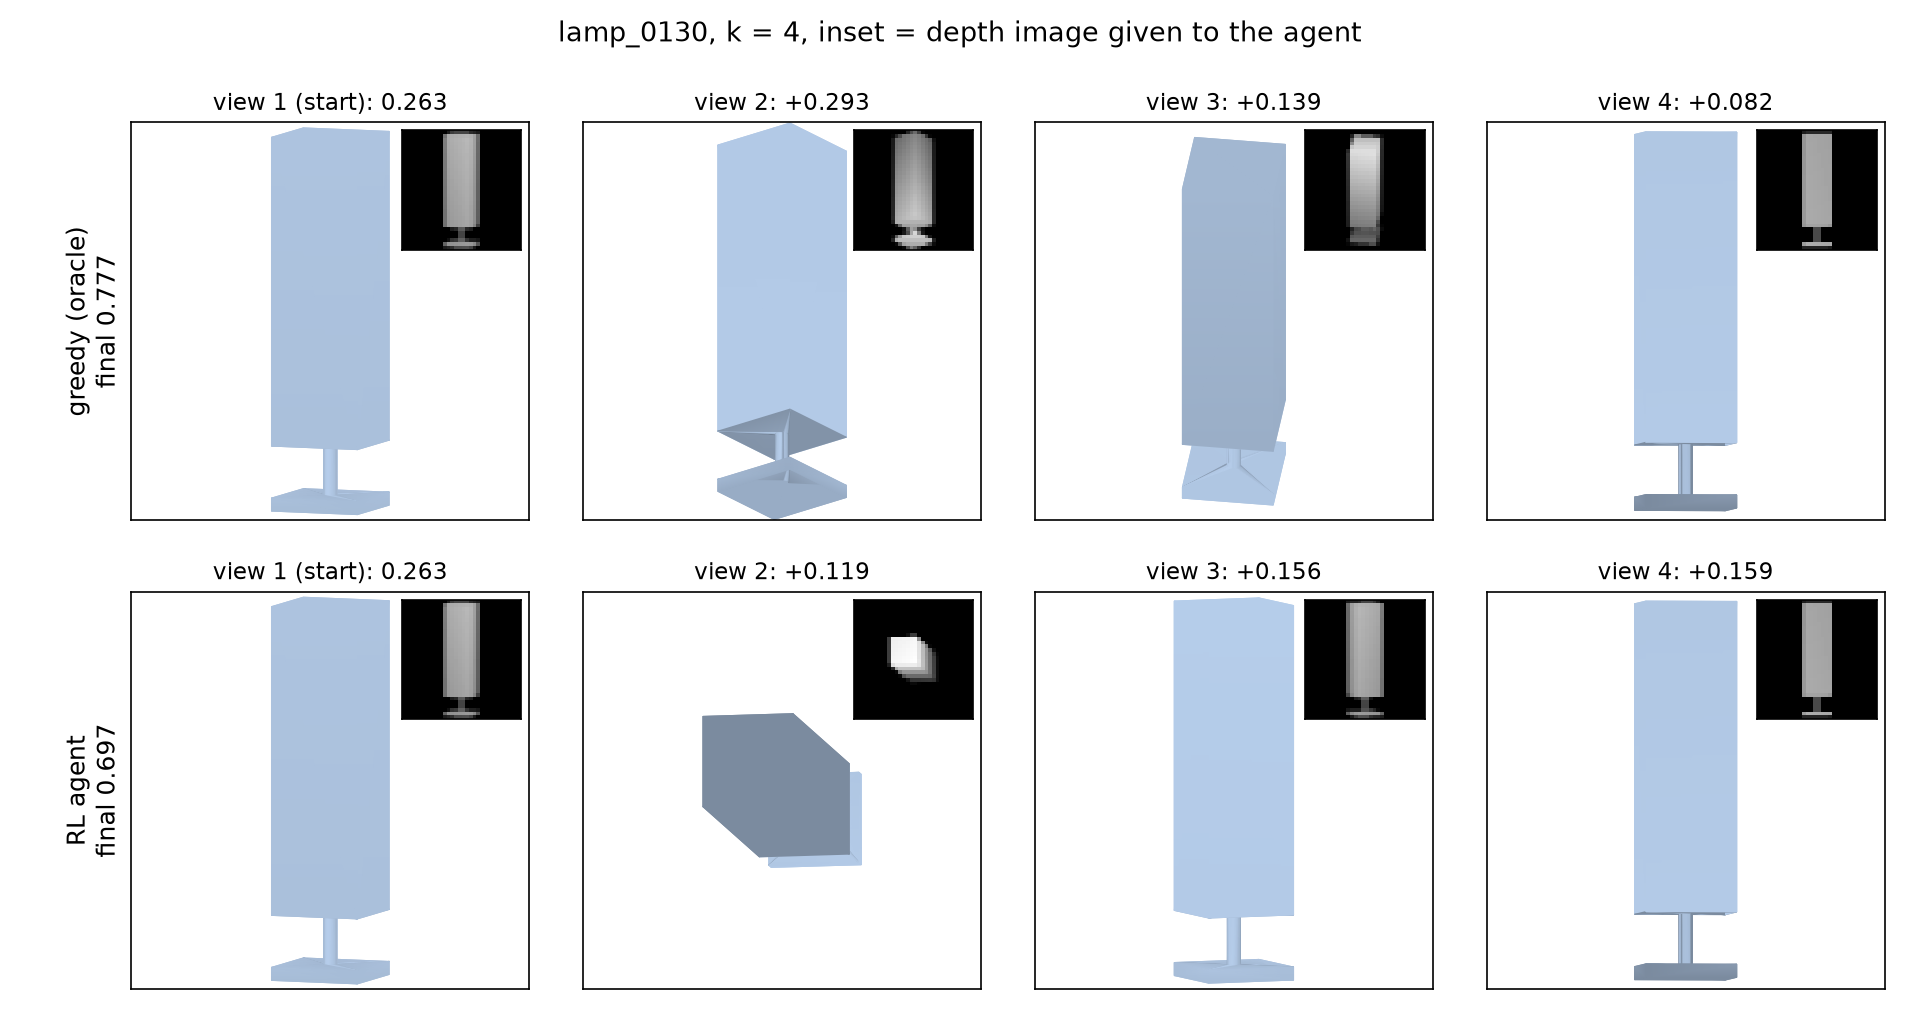 lamp_0130, k = 4, inset = depth image given to the agent
view 1 (start): 0.263
view 2: +0.293
view 3: +0.139
view 4: +0.082
greedy (oracle)
final 0.777
view 1 (start): 0.263
view 2: +0.119
view 3: +0.156
view 4: +0.159
RL agent
final 0.697